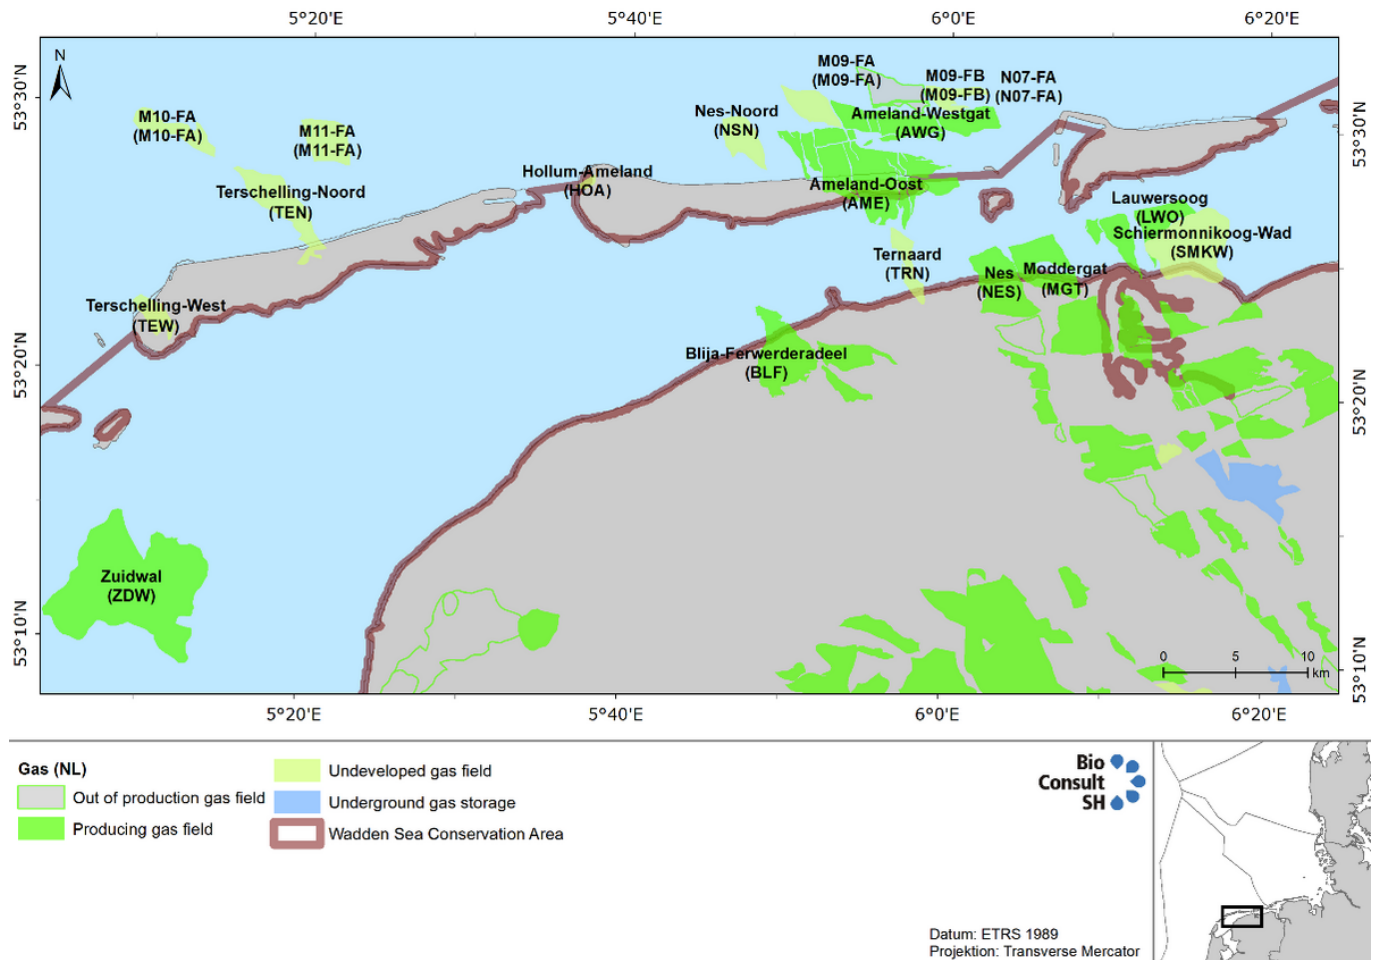 5°20'E
5°40'E
6°0'E
6°20'E
N
53°30'N
53°30'N
53°20'N
53°20'N
53°10'N
53°10'N
M10-FA
(M10-FA)
M11-FA
(M11-FA)
Terschelling-Noord
(TEN)
Terschelling-West
(TEW)
Hollum-Ameland
(HOA)
Nes-Noord
(NSN)
M09-FA
(M09-FA)
M09-FB
(M09-FB)
N07-FA
(N07-FA)
Ameland-Westgat
(AWG)
Ameland-Oost
(AME)
Lauwersoog
(LWO)
Schiermonnikoog-Wad
(SMKW)
Ternaard
(TRN)
Nes
(NES)
Moddergat
(MGT)
Blija-Ferwerderadeel
(BLF)
Zuidwal
(ZDW)
0
5
10
km
5°20'E
5°40'E
6°0'E
6°20'E
Gas (NL)
Out of production gas field
Producing gas field
Undeveloped gas field
Underground gas storage
Wadden Sea Conservation Area
Bio
Consult
SH
Datum: ETRS 1989
Projektion: Transverse Mercator